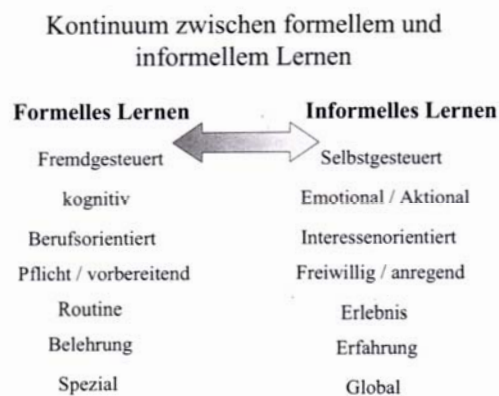 Kontinuum zwischen formellem und
informellem Lernen
Formelles Lernen Informelles Lernen
Fremdgesteuert Selbstgesteuert
kognitiv Emotional / Aktional
Berufsorientiert Interessenorientiert
Pflicht / vorbereitend Freiwillig / anregend
Routine Erlebnis
Belehrung Erfahrung
Spezial Global